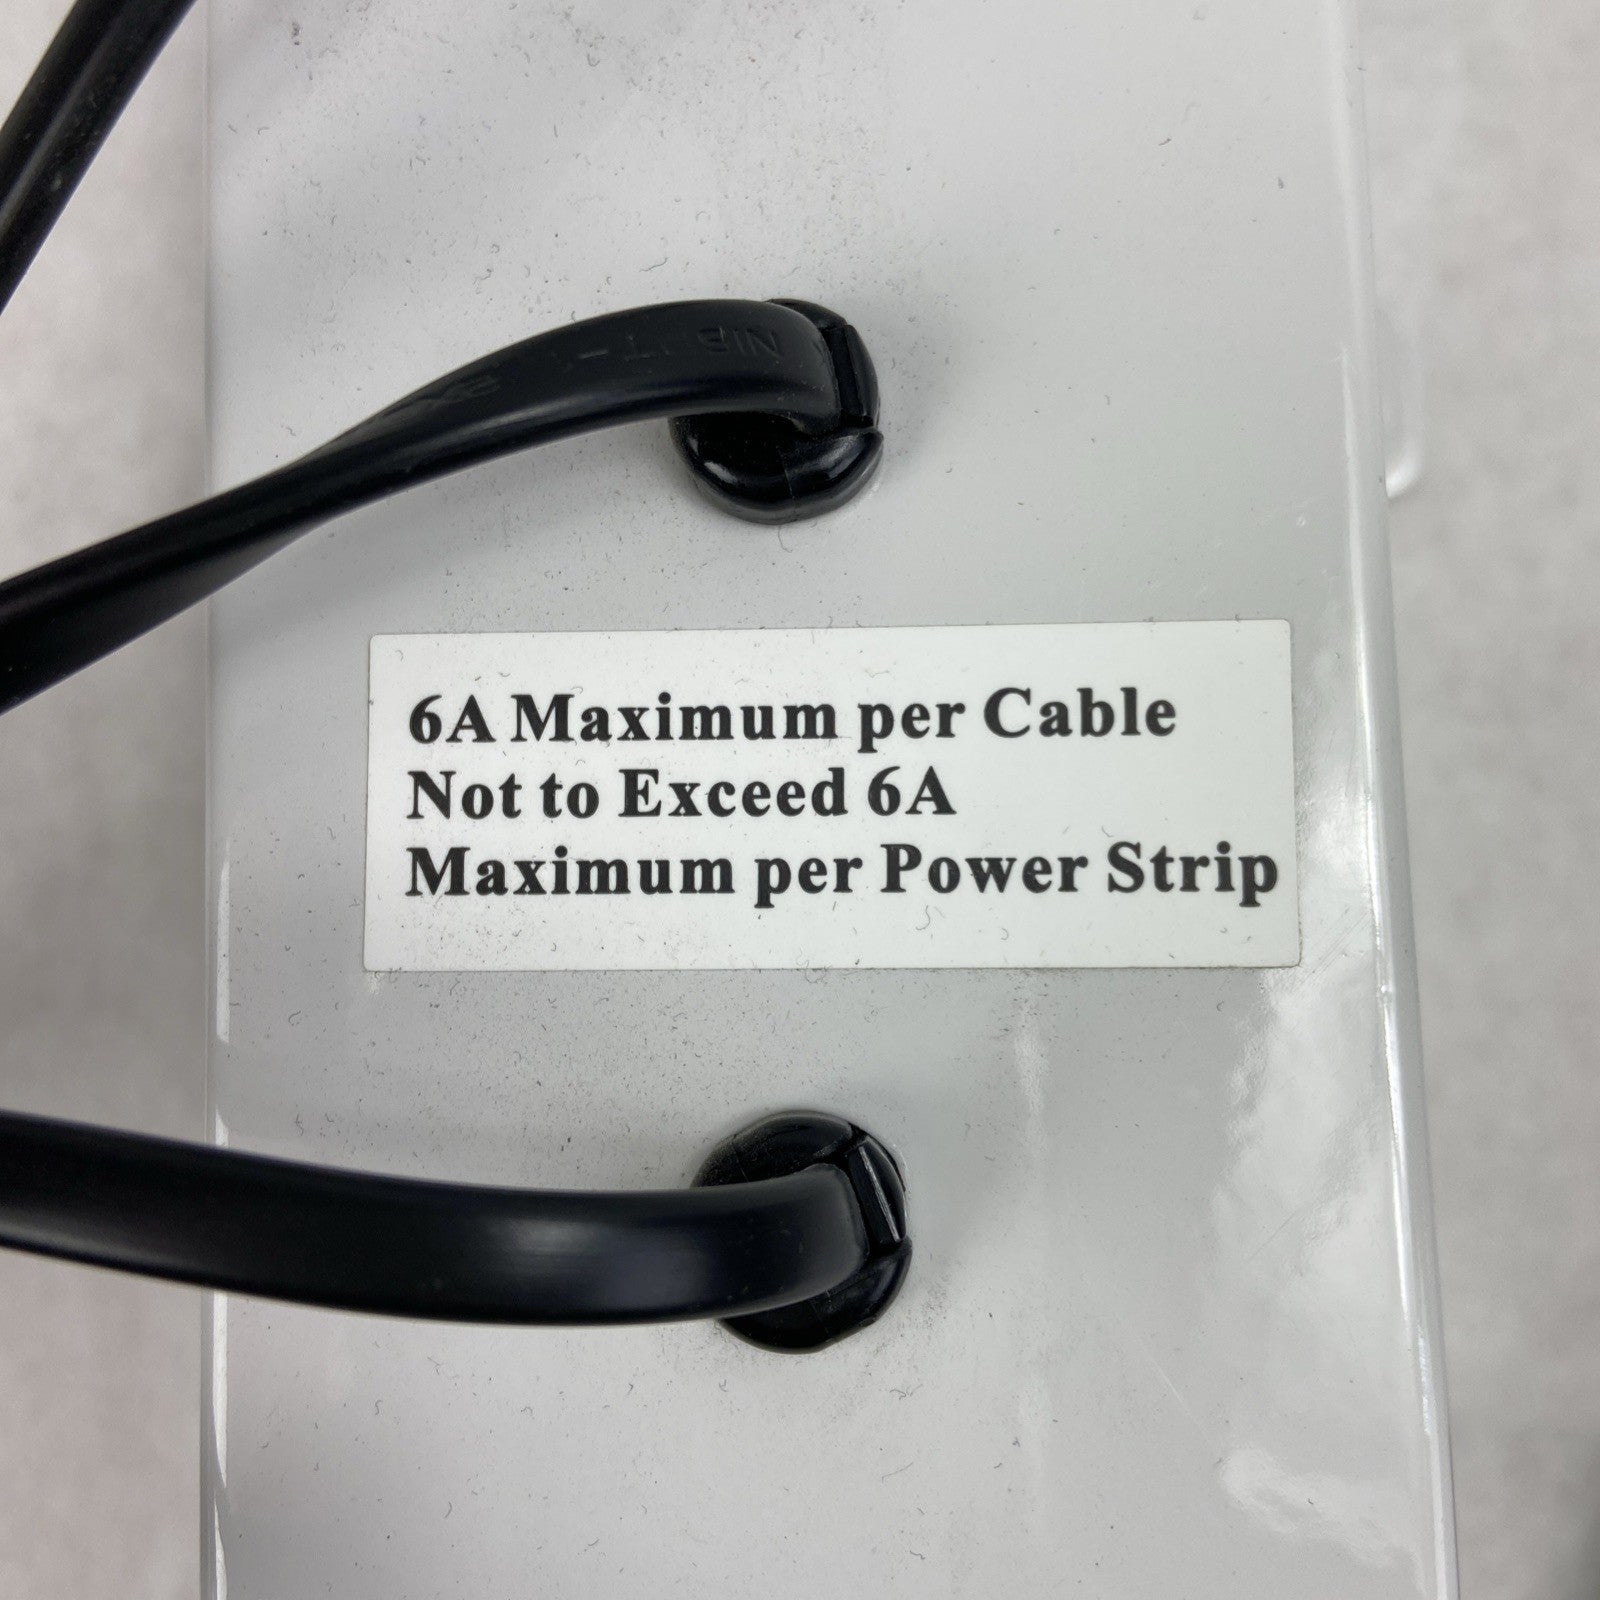 6A Maximum per Cable
Not to Exceed 6A
Maximum per Power Strip